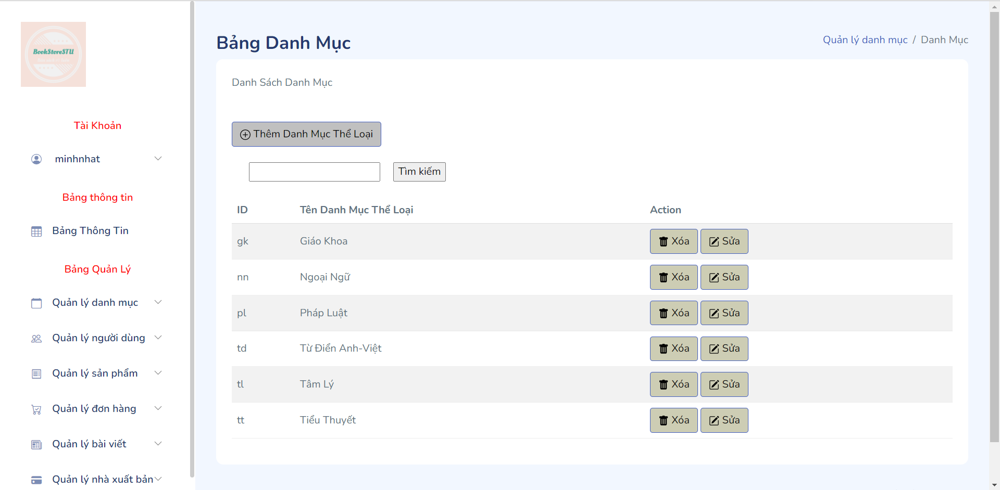 BookStoreSTU
Tài Khoản
minhnhat
Bảng thông tin
Bảng Thông Tin
Bảng Quản Lý
Quản lý danh mục
Quản lý người dùng
Quản lý sản phẩm
Quản lý đơn hàng
Quản lý bài viết
Quản lý nhà xuất bản
Bảng Danh Mục
Quản lý danh mục / Danh Mục
Danh Sách Danh Mục
Thêm Danh Mục Thể Loại
Tìm kiếm
ID Tên Danh Mục Thể Loại Action
gk Giáo Khoa Xóa Sửa
nn Ngoại Ngữ Xóa Sửa
pl Pháp Luật Xóa Sửa
td Từ Điển Anh-Việt Xóa Sửa
tl Tâm Lý Xóa Sửa
tt Tiểu Thuyết Xóa Sửa